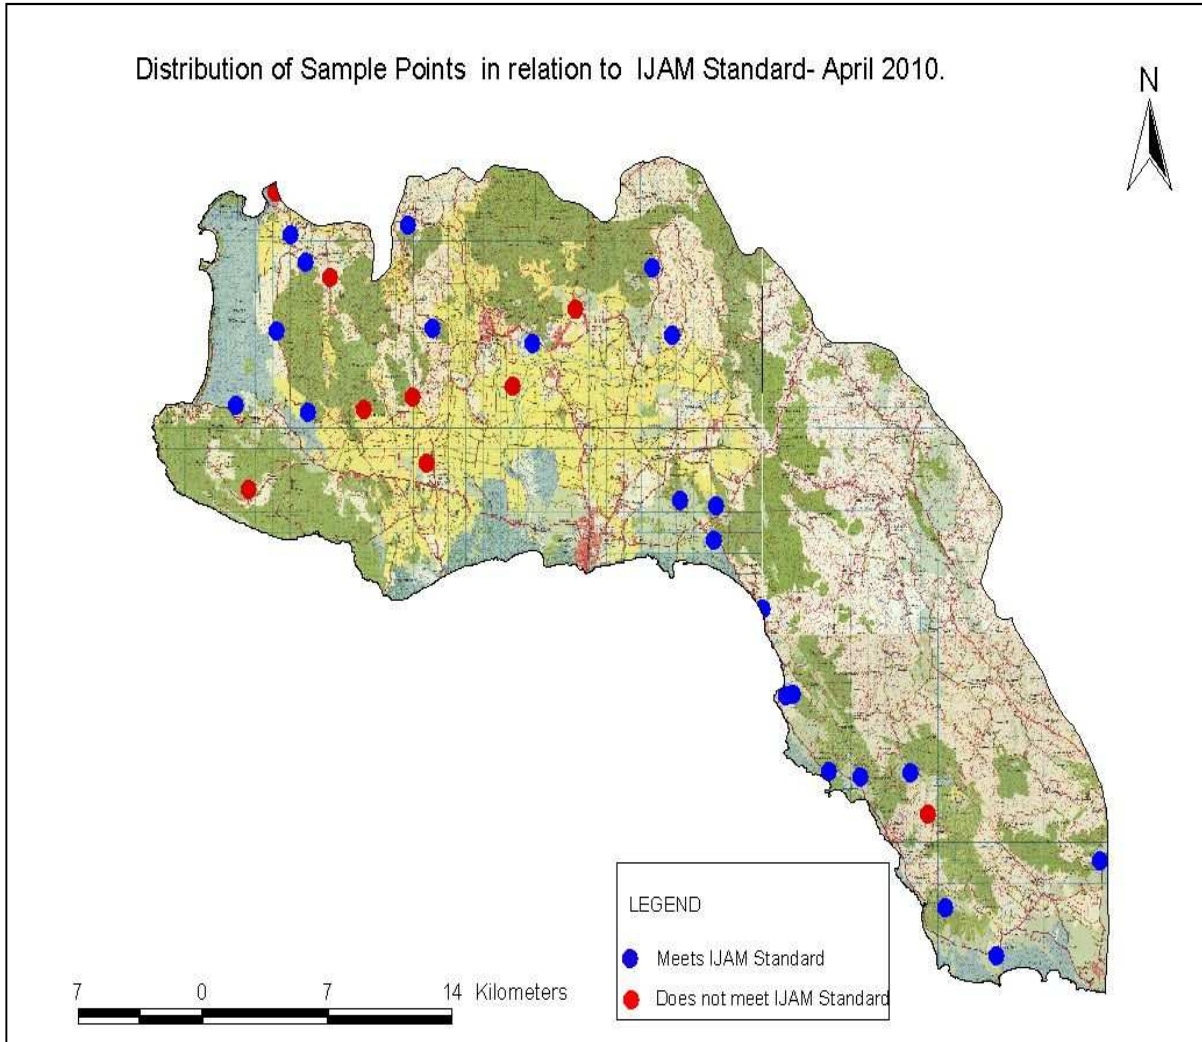 Distribution of Sample Points in relation to IJAM Standard- April 2010.
N
LEGEND
Meets IJAM Standard
Does not meet IJAM Standard
7 0 7 14 Kilometers